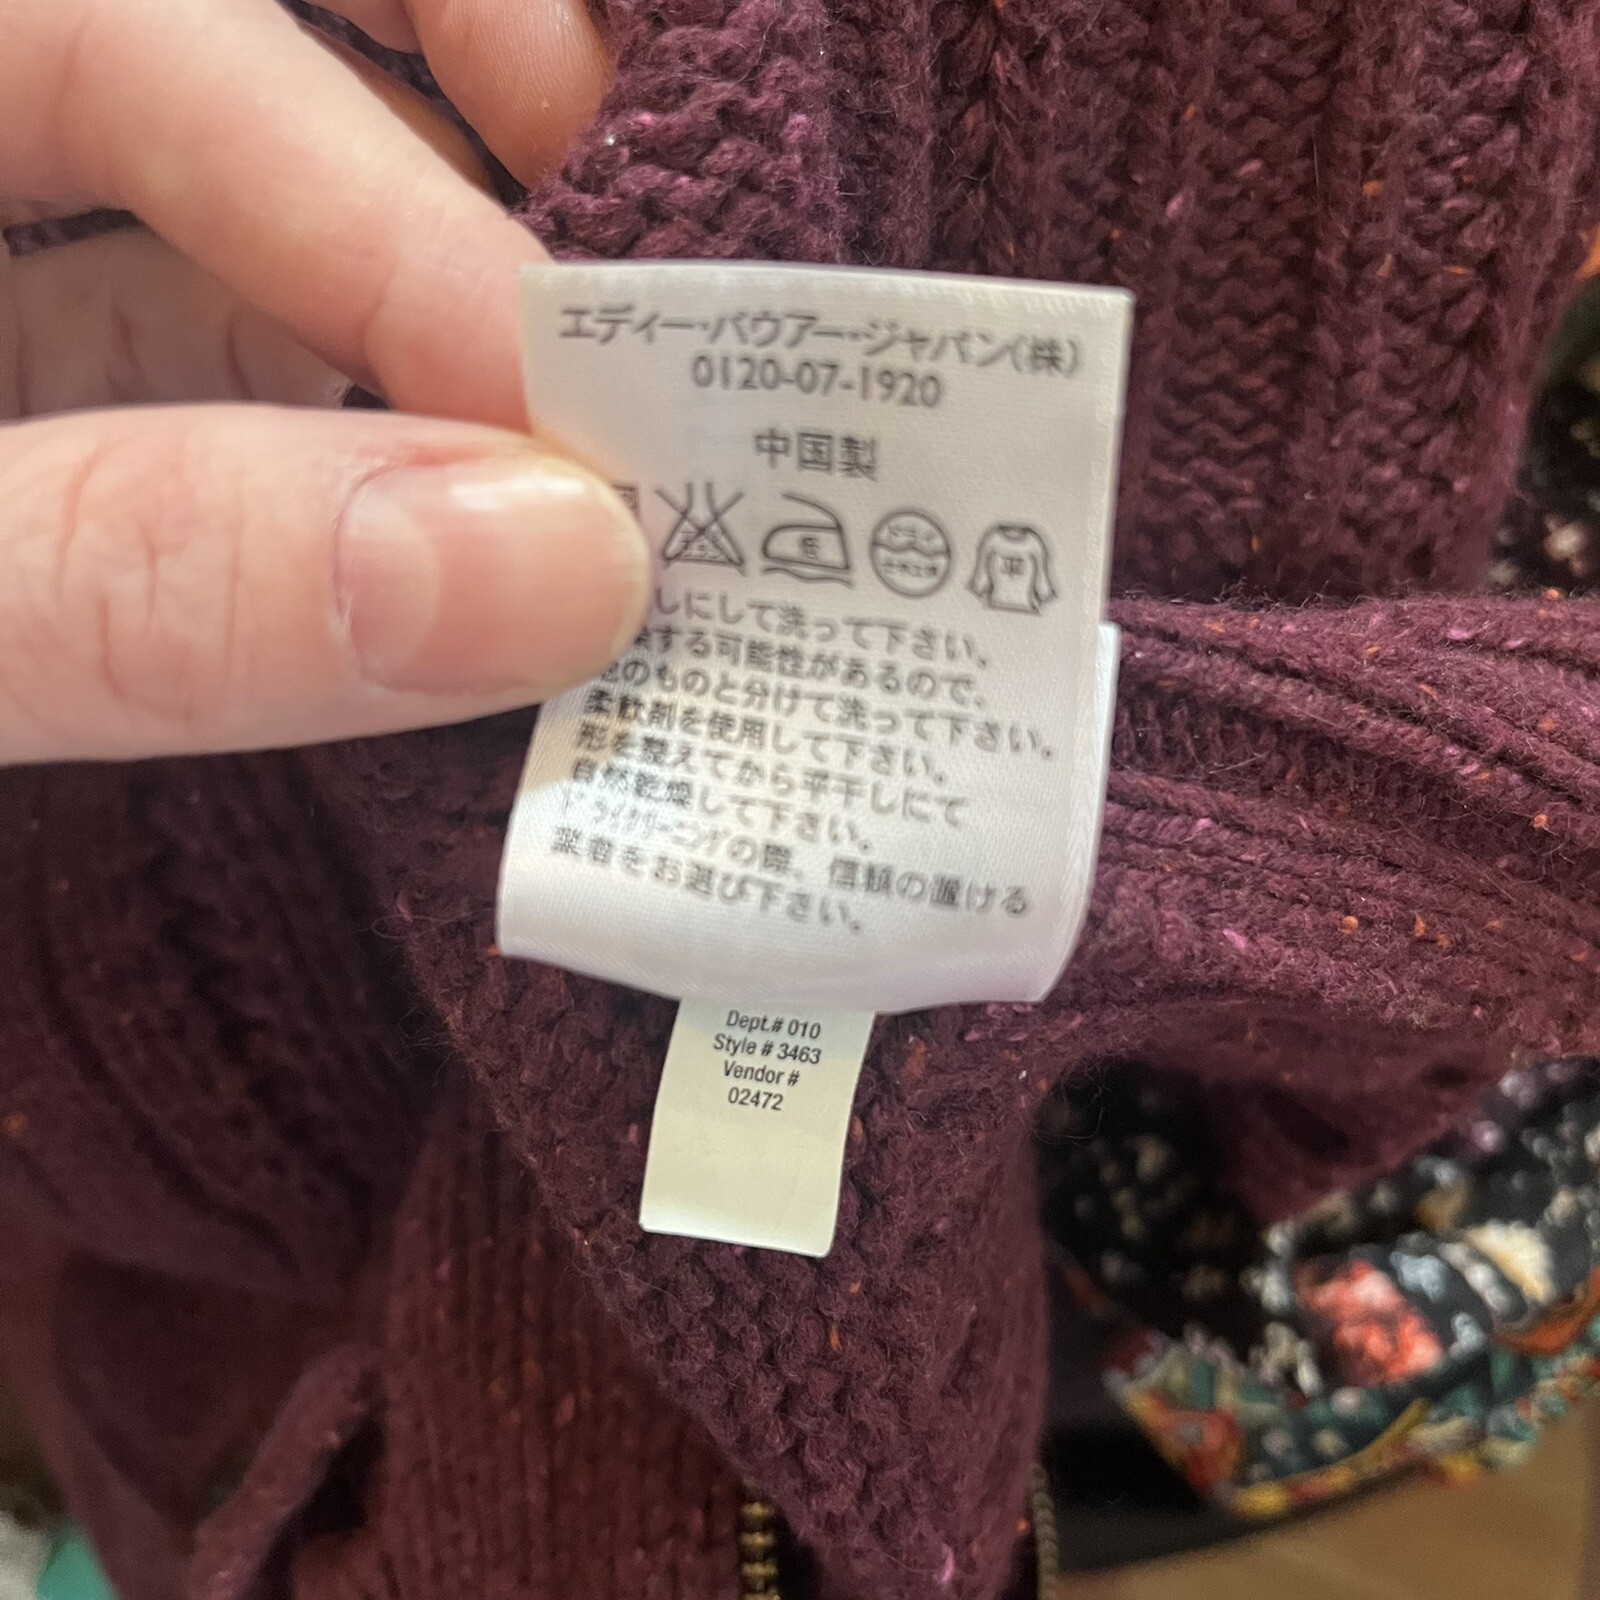 エディー・バウアー・ジャパン(株)
0120-07-1920
中国製
低
平
しにして洗って下さい。
する可能性があるので、
のものと分けて洗って下さい。
柔軟剤を使用して下さい。
形を整えてから平干しにて
自然乾燥して下さい。
ドライクリーニングの際、信頼の置ける
業者をお選び下さい。
Dept.# 010
Style # 3463
Vendor #
02472